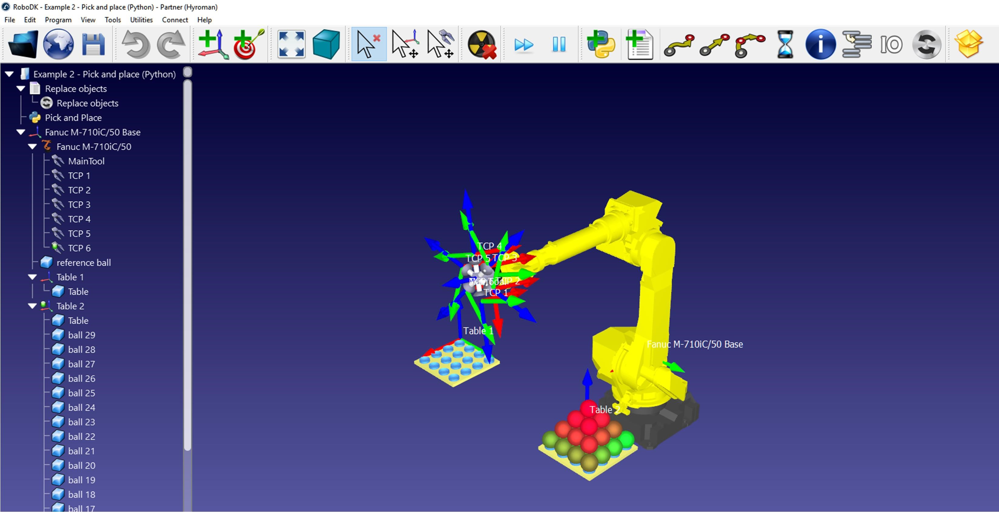 RoboDK - Example 2 - Pick and place (Python) - Partner (Hyroman)
File Edit Program View Tools Utilities Connect Help
IO
Example 2 - Pick and place (Python)
Replace objects
Replace objects
Pick and Place
Fanuc M-710iC/50 Base
Fanuc M-710iC/50
MainTool
TCP 1
TCP 2
TCP 3
TCP 4
TCP 5
TCP 6
reference ball
Table 1
Table
Table 2
Table
ball 29
ball 28
ball 27
ball 26
ball 25
ball 24
ball 23
ball 22
ball 21
ball 20
ball 19
ball 18
ball 17
TCP 4
TCP 5 TCP 3
TCP 2
TCP 1
Table 1
Fanuc M-710iC/50 Base
Table 2